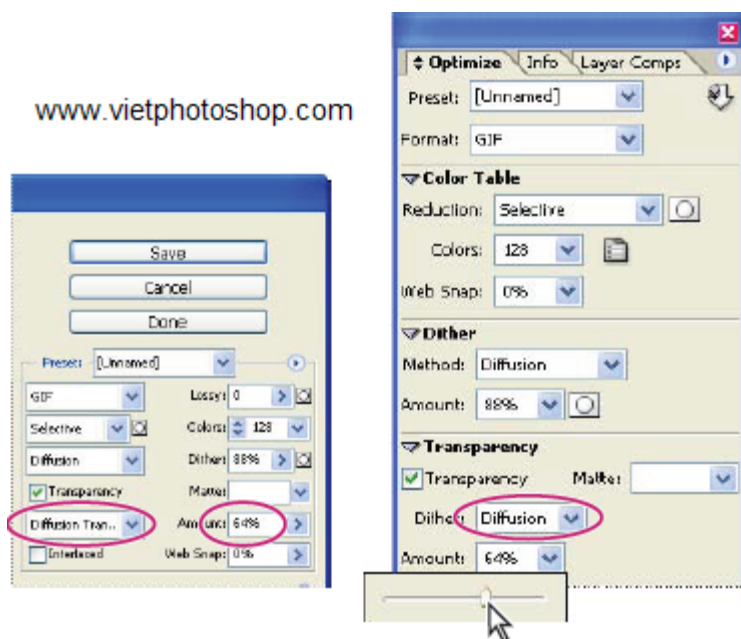 www.vietphotoshop.com
Save
Cancel
Done
Preset: [Unnamed]
GIF Lossy: 0
Selective Colors: 128
Diffusion Dither: 88%
Transparency Matte:
Diffusion Tran... Amount: 64%
Interlaced Web Snap: 0%
Optimize Info Layer Comps
Preset: [Unnamed]
Format: GIF
Color Table
Reduction: Selective
Colors: 128
Web Snap: 0%
Dither
Method: Diffusion
Amount: 88%
Transparency
Transparency Matte:
Dither: Diffusion
Amount: 64%